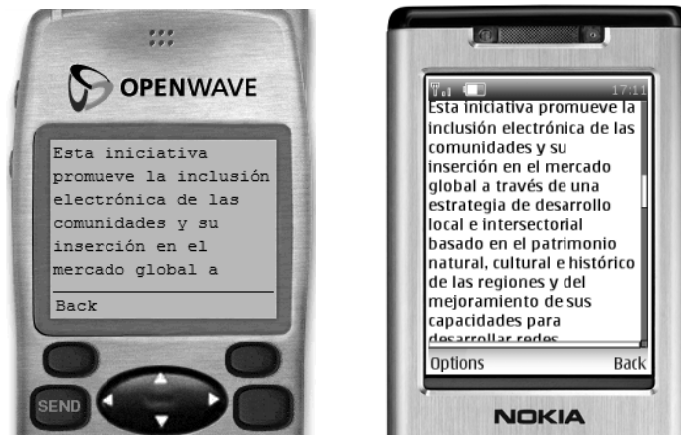 OPENWAVE
Esta iniciativa
promueve la inclusión
electrónica de las
comunidades y su
inserción en el
mercado global a
Back
SEND
17:11
Esta iniciativa promueve la
inclusión electrónica de las
comunidades y su
inserción en el mercado
global a través de una
estrategia de desarrollo
local e intersectorial
basado en el patrimonio
natural, cultural e histórico
de las regiones y del
mejoramiento de sus
capacidades para
desarrollar redes
Options Back
NOKIA